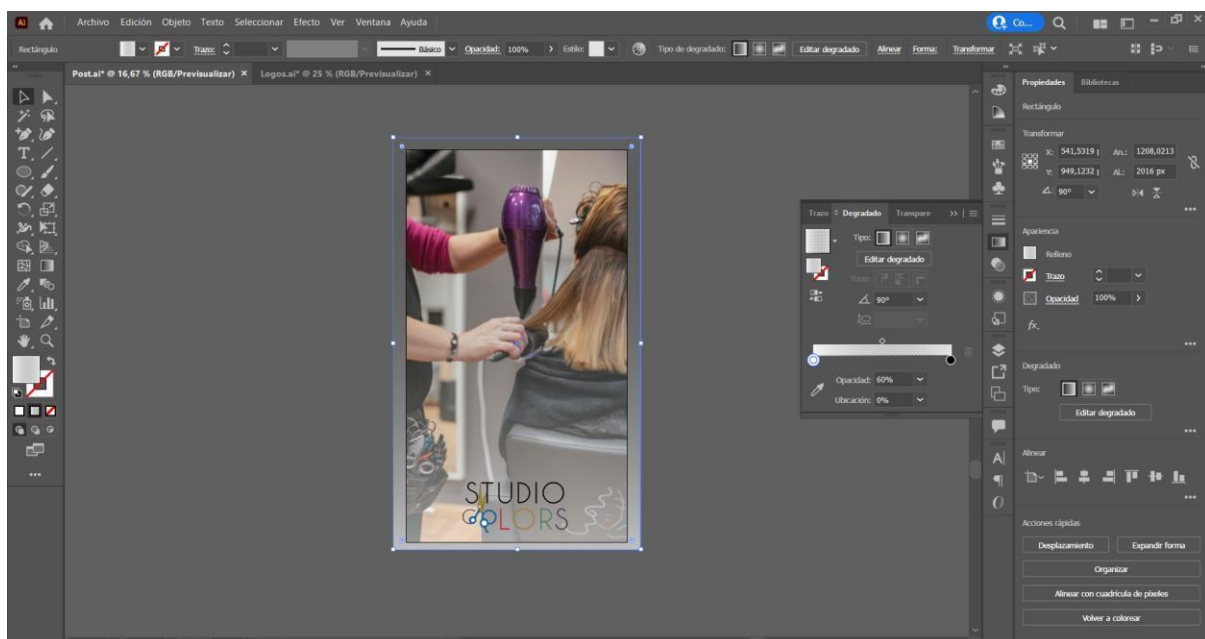 Ai Archivo Edición Objeto Texto Seleccionar Efecto Ver Ventana Ayuda Co...
Rectángulo Trazo: Básico Opacidad: 100% Estilo: Tipo de degradado: Editar degradado Alinear Forma: Transformar
Post.ai* @ 16,67 % (RGB/Previsualizar) × Logos.ai* @ 25 % (RGB/Previsualizar) ×
STUDIO
COLORS
Trazo Degradado Transpare
Tipo:
Editar degradado
Trazo:
90°
Opacidad: 60%
Ubicación: 0%
Propiedades Bibliotecas
Rectángulo
Transformar
X: 541,5319 An.: 1208,0213
Y: 949,1232 Al.: 2016 px
90°
Apariencia
Relleno
Trazo
Opacidad 100%
fx.
Degradado
Tipo:
Editar degradado
Alinear
Acciones rápidas
Desplazamiento Expandir forma
Organizar
Alinear con cuadrícula de píxeles
Volver a colorear